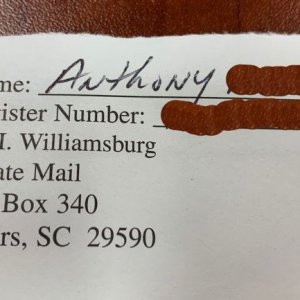 me: Anthony
ister Number:
I. Williamsburg
ate Mail
Box 340
rs, SC 29590